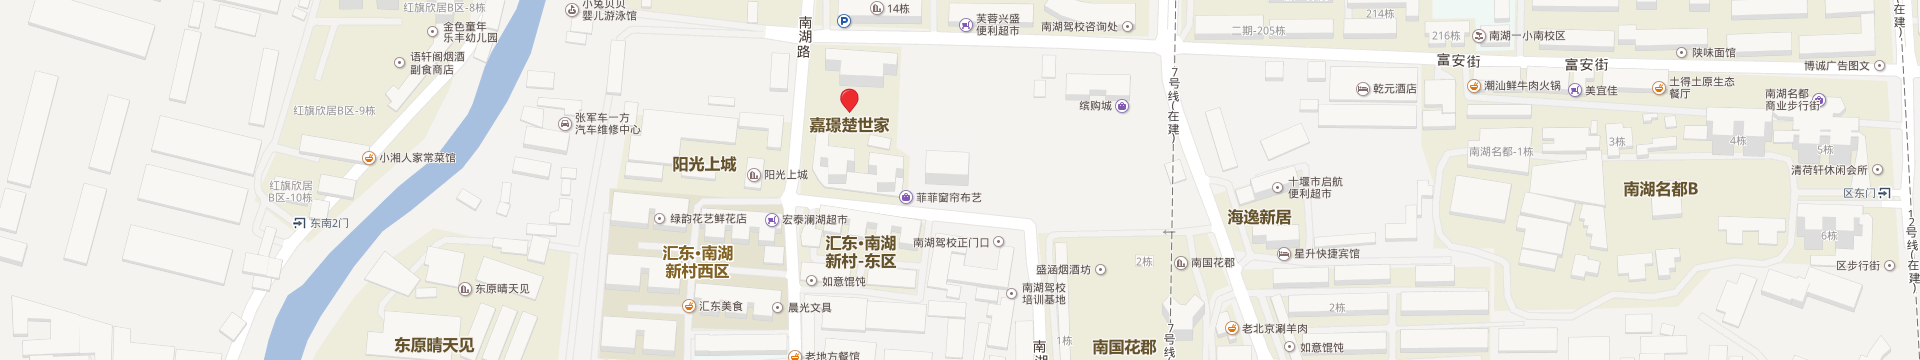 红旗欣居B区-8栋
金色童年
乐丰幼儿园
语轩阁烟酒
副食商店
红旗欣居B区-9栋
小湘人家常菜馆
红旗欣居
B区-10栋
东南2门
小兔贝贝
婴儿游泳馆
张军车一方
汽车维修中心
南湖路
14栋
芙蓉兴盛
便利超市
南湖驾校咨询处
嘉璟楚世家
阳光上城
阳光上城
菲菲窗帘布艺
绿韵花艺鲜花店
宏泰澜湖超市
汇东·南湖
新村西区
汇东·南湖
新村-东区
南湖驾校正门口
如意馄饨
东原晴天见
汇东美食
晨光文具
东原晴天见
老地方餐馆
盛涵烟酒坊
南湖驾校
培训基地
1栋
南湖
2栋
南国花郡
南国花郡
缤购城
7号线(在建)
7号线
二期-205栋
214栋
216栋
南湖一小南校区
富安街
富安街
陕味面馆
博诚广告图文
乾元酒店
潮汕鲜牛肉火锅
美宜佳
土得土原生态
餐厅
南湖名都
商业步行街
南湖名都-1栋
3栋
4栋
5栋
清荷轩休闲会所
十堰市启航
便利超市
海逸新居
南湖名都B
区东门
6栋
区步行街
星升快捷宾馆
2栋
老北京涮羊肉
如意馄饨
(在建)
12号线(在建)
P